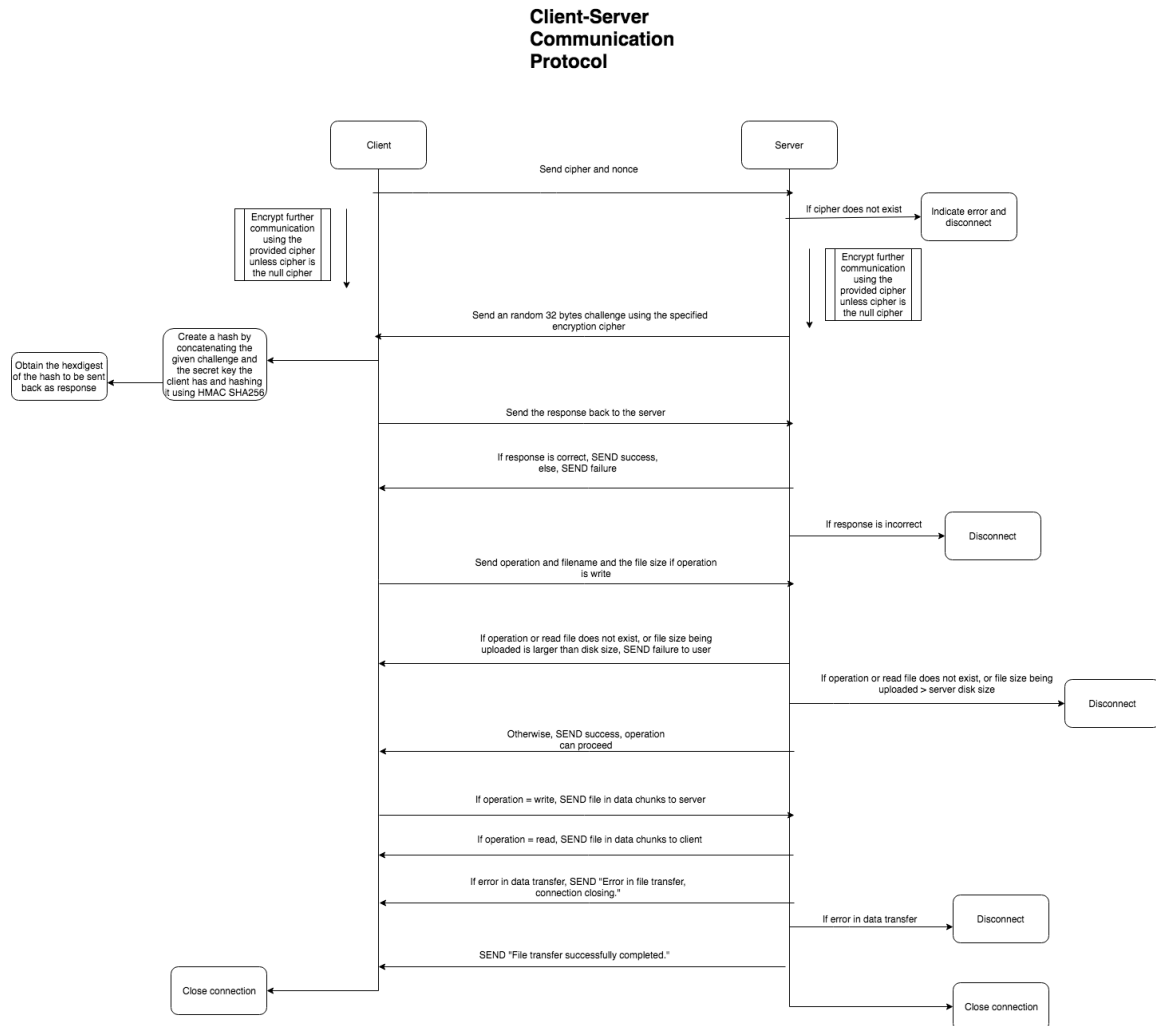 Client-Server
Communication
Protocol
Client
Server
Send cipher and nonce
If cipher does not exist
Indicate error and
disconnect
Encrypt further
communication
using the
provided cipher
unless cipher is
the null cipher
Encrypt further
communication
using the
provided cipher
unless cipher is
the null cipher
Send an random 32 bytes challenge using the specified
encryption cipher
Create a hash by
concatenating the
given challenge and
the secret key the
client has and hashing
it using HMAC SHA256
Obtain the hexdigest
of the hash to be sent
back as response
Send the response back to the server
If response is correct, SEND success,
else, SEND failure
If response is incorrect
Disconnect
Send operation and filename and the file size if operation
is write
If operation or read file does not exist, or file size being
uploaded is larger than disk size, SEND failure to user
If operation or read file does not exist, or file size being
uploaded > server disk size
Disconnect
Otherwise, SEND success, operation
can proceed
If operation = write, SEND file in data chunks to server
If operation = read, SEND file in data chunks to client
If error in data transfer, SEND "Error in file transfer,
connection closing."
If error in data transfer
Disconnect
SEND "File transfer successfully completed."
Close connection
Close connection